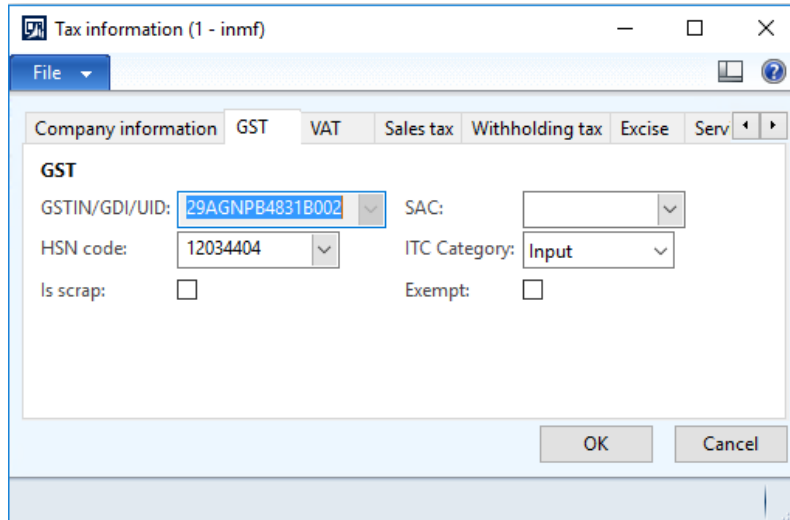 Tax information (1 - inmf)
File
Company information GST VAT Sales tax Withholding tax Excise Serv
GST
GSTIN/GDI/UID: 29AGNPB4831B002 SAC:
HSN code: 12034404 ITC Category: Input
Is scrap: Exempt:
OK Cancel